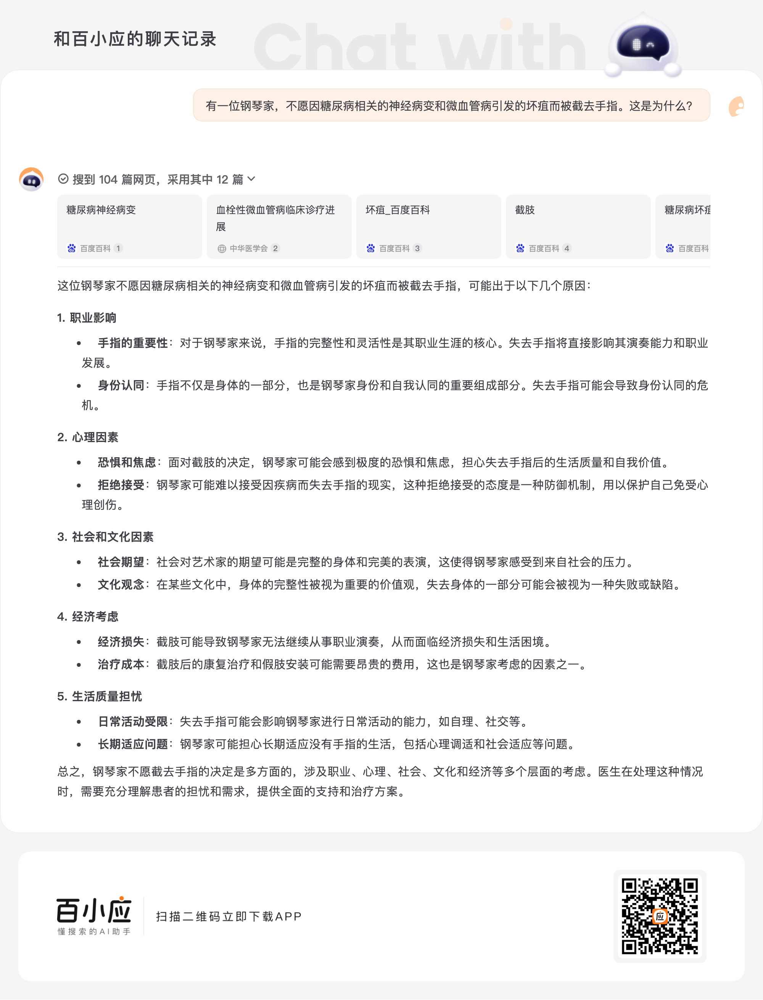 和百小应的聊天记录
Chat with
有一位钢琴家，不愿因糖尿病相关的神经病变和微血管病引发的坏疽而被截去手指。这是为什么？
搜到 104 篇网页，采用其中 12 篇
糖尿病神经病变
百度百科 1
血栓性微血管病临床诊疗进
展
中华医学会 2
坏疽_百度百科
百度百科 3
截肢
百度百科 4
糖尿病坏疽
百度百科
这位钢琴家不愿因糖尿病相关的神经病变和微血管病引发的坏疽而被截去手指，可能出于以下几个原因：
1. 职业影响
• 手指的重要性：对于钢琴家来说，手指的完整性和灵活性是其职业生涯的核心。失去手指将直接影响其演奏能力和职业
发展。
• 身份认同：手指不仅是身体的一部分，也是钢琴家身份和自我认同的重要组成部分。失去手指可能会导致身份认同的危
机。
2. 心理因素
• 恐惧和焦虑：面对截肢的决定，钢琴家可能会感到极度的恐惧和焦虑，担心失去手指后的生活质量和自我价值。
• 拒绝接受：钢琴家可能难以接受因疾病而失去手指的现实，这种拒绝接受的态度是一种防御机制，用以保护自己免受心
理创伤。
3. 社会和文化因素
• 社会期望：社会对艺术家的期望可能是完整的身体和完美的表演，这使得钢琴家感受到来自社会的压力。
• 文化观念：在某些文化中，身体的完整性被视为重要的价值观，失去身体的一部分可能会被视为一种失败或缺陷。
4. 经济考虑
• 经济损失：截肢可能导致钢琴家无法继续从事职业演奏，从而面临经济损失和生活困境。
• 治疗成本：截肢后的康复治疗和假肢安装可能需要昂贵的费用，这也是钢琴家考虑的因素之一。
5. 生活质量担忧
• 日常活动受限：失去手指可能会影响钢琴家进行日常活动的能力，如自理、社交等。
• 长期适应问题：钢琴家可能担心长期适应没有手指的生活，包括心理调适和社会适应等问题。
总之，钢琴家不愿截去手指的决定是多方面的，涉及职业、心理、社会、文化和经济等多个层面的考虑。医生在处理这种情况
时，需要充分理解患者的担忧和需求，提供全面的支持和治疗方案。
百小应
懂搜索的AI助手
扫描二维码立即下载APP
应